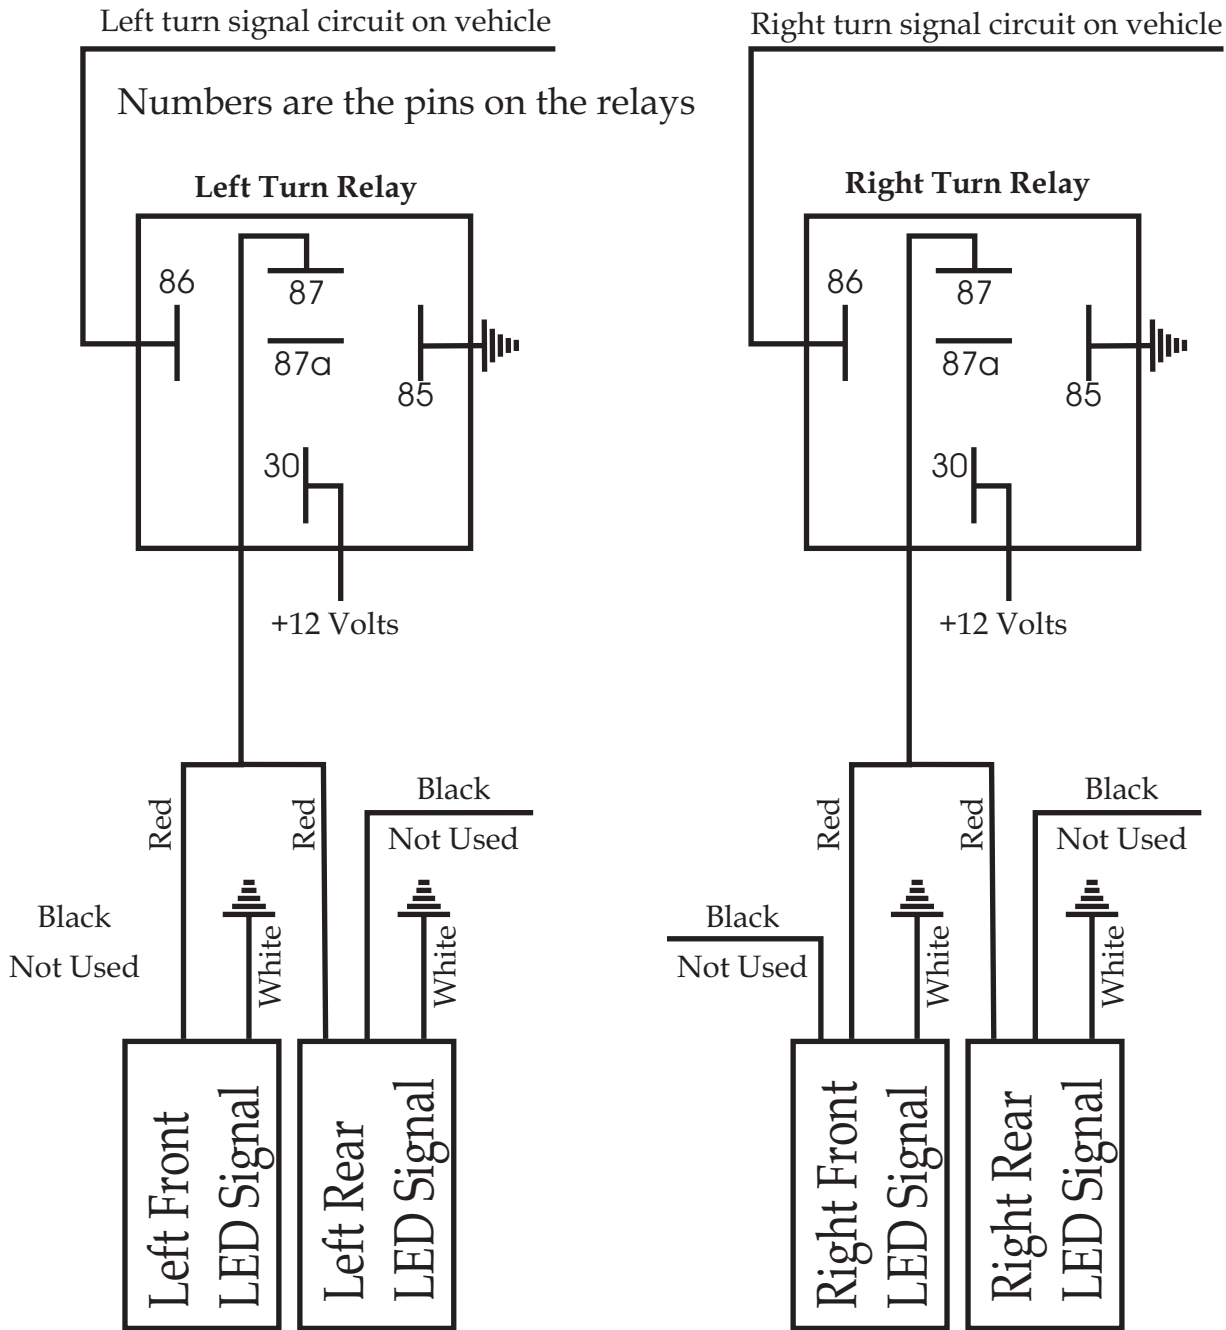 Left turn signal circuit on vehicle
Numbers are the pins on the relays
Left Turn Relay
86
87
87a
85
30
+12 Volts
Red
Red
Black
Not Used
Black
Not Used
White
White
Left Front
LED Signal
Left Rear
LED Signal
Right turn signal circuit on vehicle
Right Turn Relay
86
87
87a
85
30
+12 Volts
Red
Red
Black
Not Used
Black
Not Used
White
White
Right Front
LED Signal
Right Rear
LED Signal